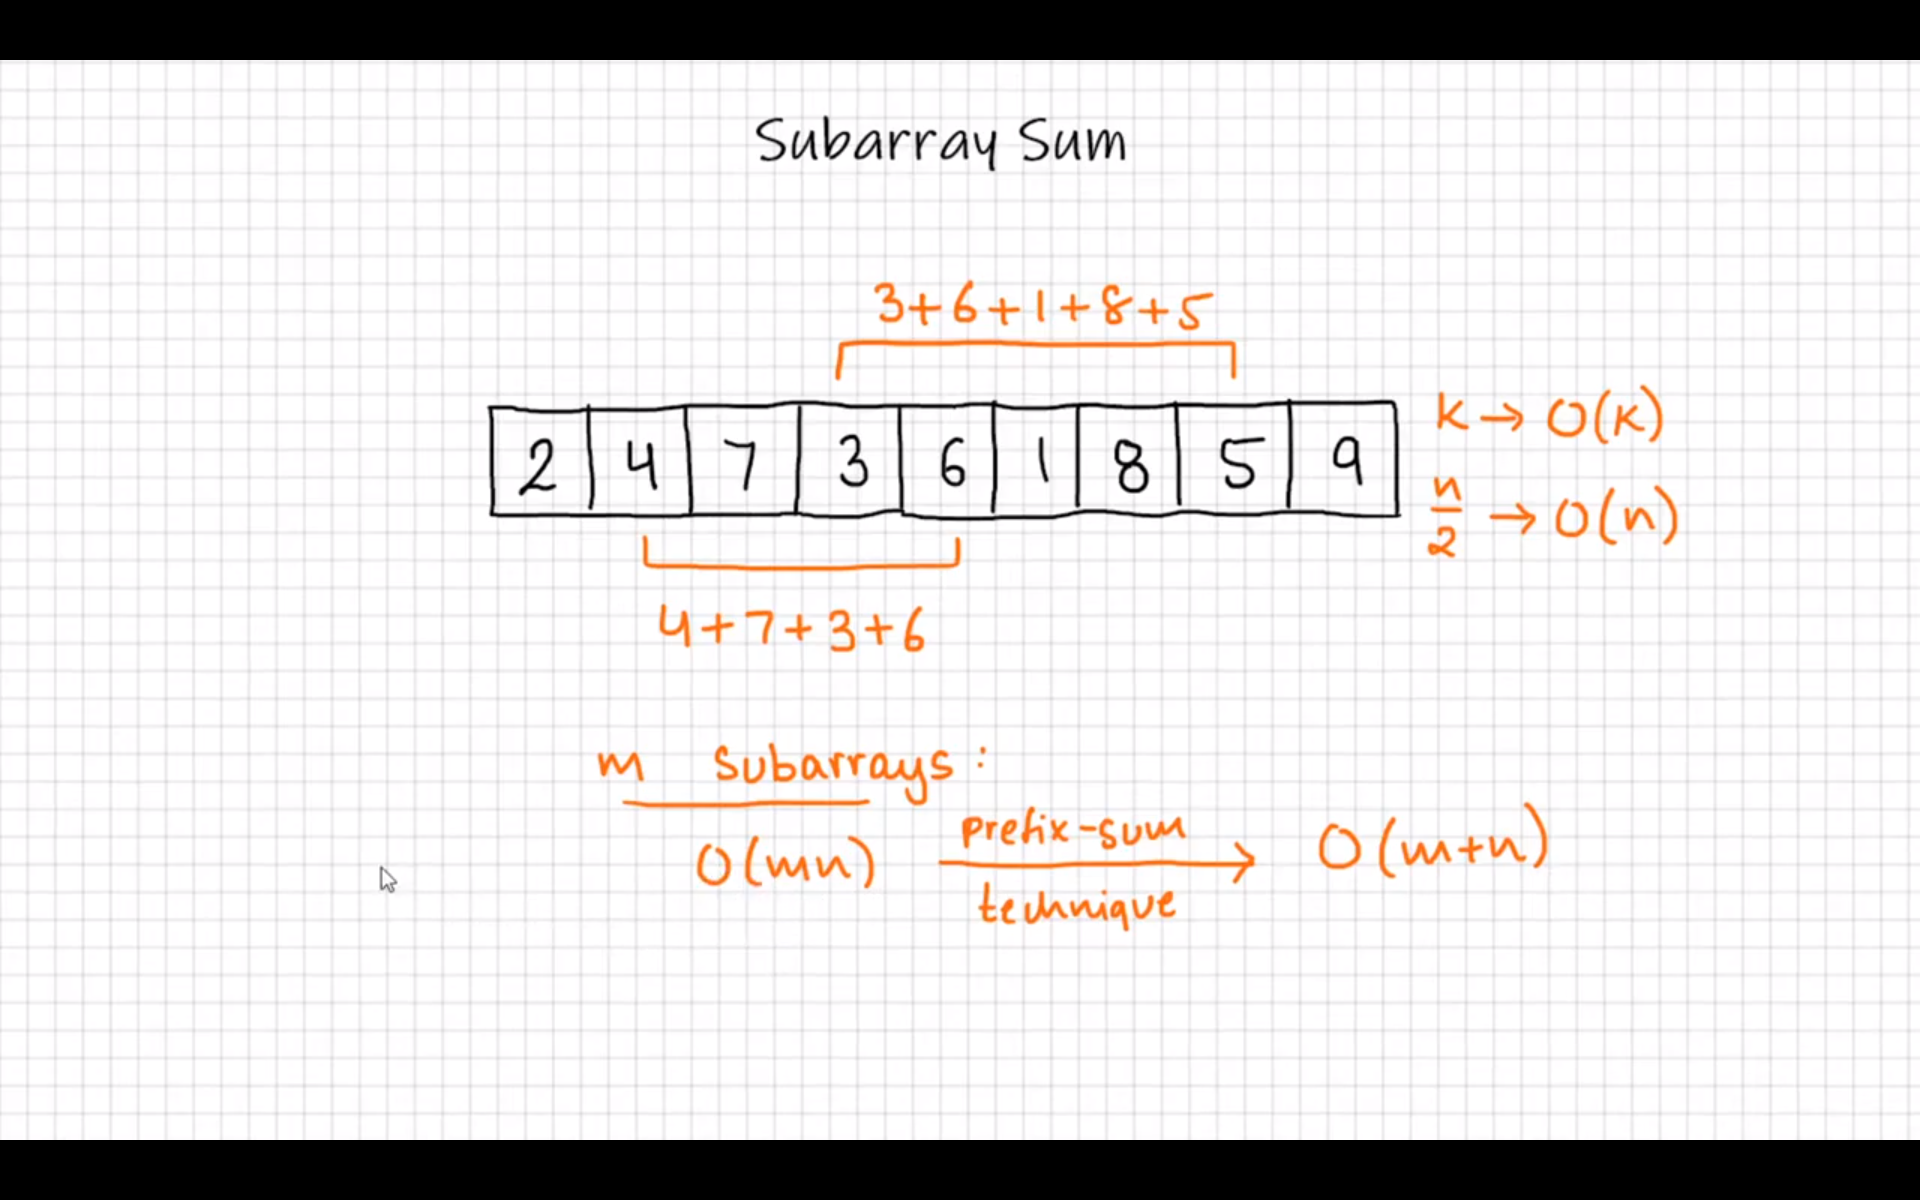 Subarray Sum
3+6+1+8+5
2 4 7 3 6 1 8 5 9
k → O(k)
n/2 → O(n)
4+7+3+6
m Subarrays:
O(mn) prefix-sum technique → O(m+n)